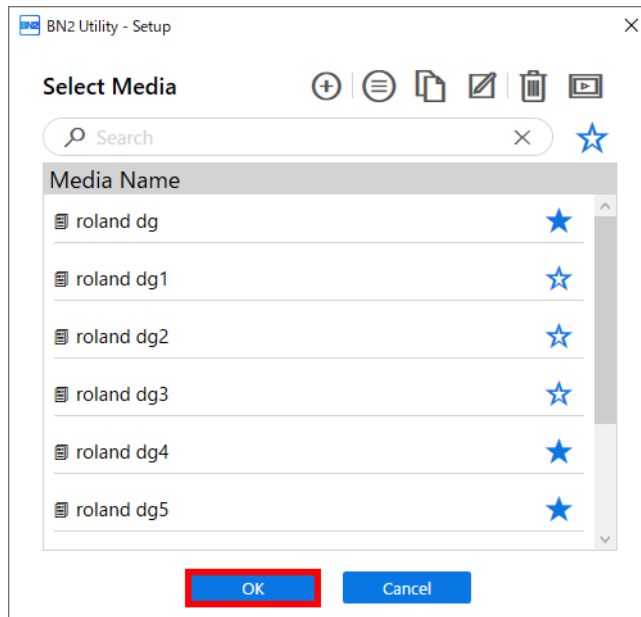 BN2 BN2 Utility - Setup
Select Media
Search
Media Name
roland dg
roland dg1
roland dg2
roland dg3
roland dg4
roland dg5
OK Cancel